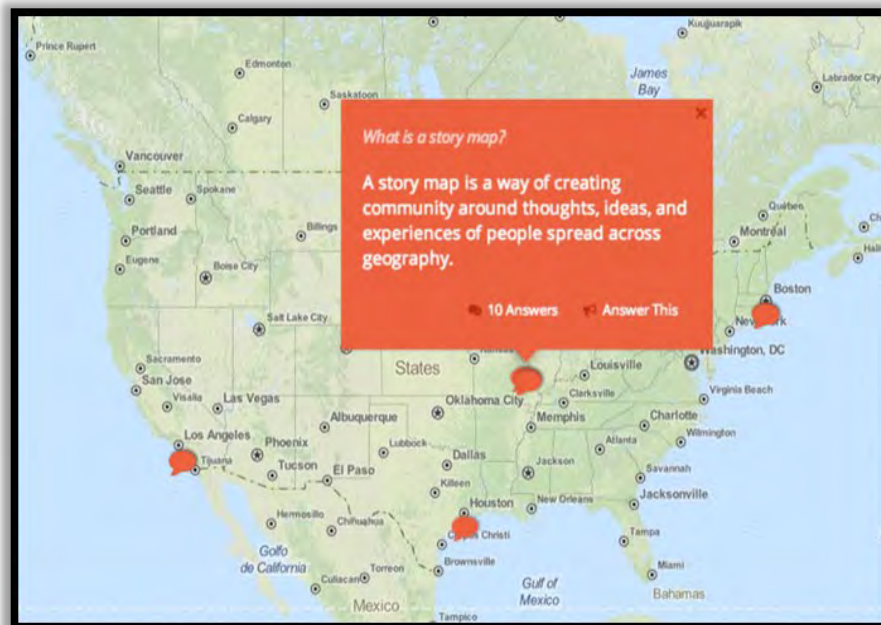 Kuujjuarapik
Prince Rupert
Edmonton
James
Bay
Labrador City
Saskatoon
Calgary
What is a story map?
Vancouver
A story map is a way of creating
community around thoughts, ideas, and
experiences of people spread across
geography.
Seattle
Spokane
Québec
Portland
Billings
Montréal
Eugene
Boise City
Boston
10 Answers
Answer This
Salt Lake City
Washington, DC
Sacramento
States
Louisville
San Jose
Visalia
Las Vegas
Oklahoma City
Clarksville
Virginia Beach
Albuquerque
Memphis
Charlotte
Los Angeles
Phoenix
Lubbock
Atlanta
Wilmington
Tijuana
Tucson
El Paso
Dallas
Jackson
Savannah
Killeen
Houston
New Orleans
Jacksonville
Hermosillo
Chihuahua
Christi
Tampa
Golfo
de California
Torreon
Brownsville
Miami
Culiacan
Gulf of
Mexico
Bahamas
Mexico
Tampico